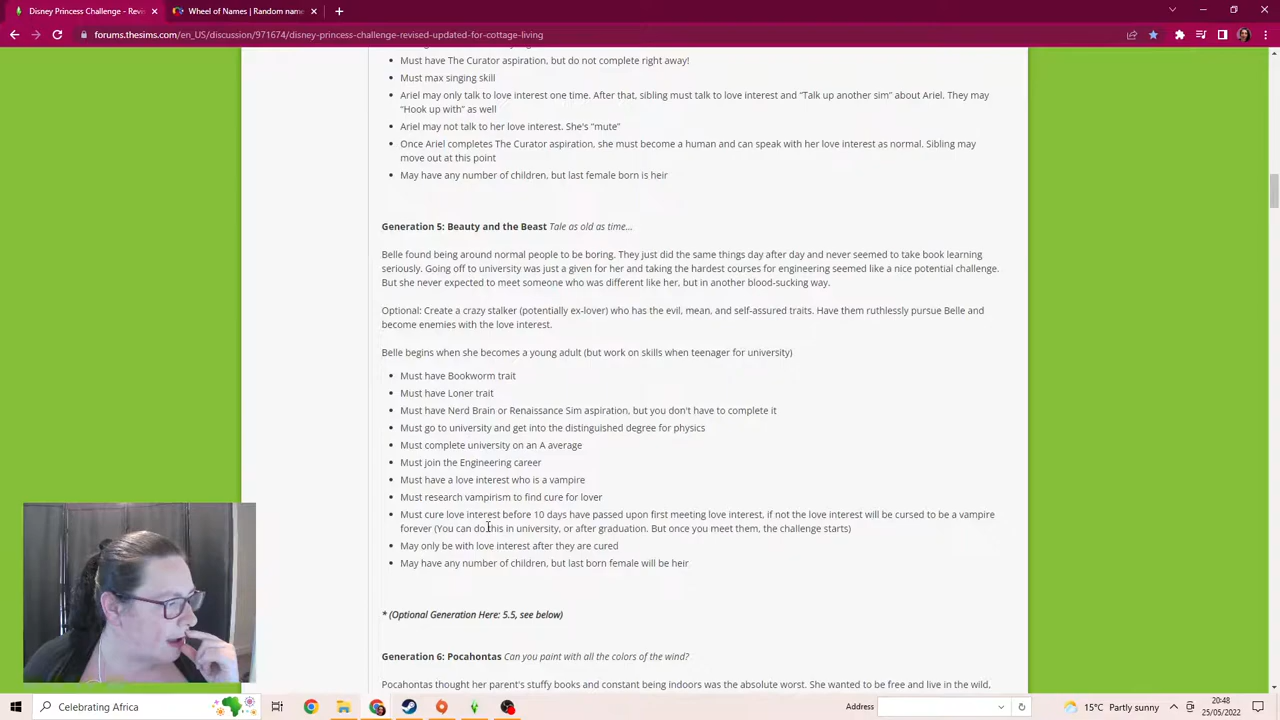 Disney Princess Challenge - Revis
Wheel of Names | Random name
forums.thesims.com/en_US/discussion/971674/disney-princess-challenge-revised-updated-for-cottage-living
Must have The Curator aspiration, but do not complete right away!
Must max singing skill
Ariel may only talk to love interest one time. After that, sibling must talk to love interest and “Talk up another sim” about Ariel. They may
“Hook up with” as well
Ariel may not talk to her love interest. She's “mute”
Once Ariel completes The Curator aspiration, she must become a human and can speak with her love interest as normal. Sibling may
move out at this point
May have any number of children, but last female born is heir
Generation 5: Beauty and the Beast Tale as old as time...
Belle found being around normal people to be boring. They just did the same things day after day and never seemed to take book learning
seriously. Going off to university was just a given for her and taking the hardest courses for engineering seemed like a nice potential challenge.
But she never expected to meet someone who was different like her, but in another blood-sucking way.
Optional: Create a crazy stalker (potentially ex-lover) who has the evil, mean, and self-assured traits. Have them ruthlessly pursue Belle and
become enemies with the love interest.
Belle begins when she becomes a young adult (but work on skills when teenager for university)
Must have Bookworm trait
Must have Loner trait
Must have Nerd Brain or Renaissance Sim aspiration, but you don't have to complete it
Must go to university and get into the distinguished degree for physics
Must complete university on an A average
Must join the Engineering career
Must have a love interest who is a vampire
Must research vampirism to find cure for lover
Must cure love interest before 10 days have passed upon first meeting love interest, if not the love interest will be cursed to be a vampire
forever (You can do this in university, or after graduation. But once you meet them, the challenge starts)
May only be with love interest after they are cured
May have any number of children, but last born female will be heir
* (Optional Generation Here: 5.5, see below)
Generation 6: Pocahontas Can you paint with all the colors of the wind?
Pocahontas thought her parent's stuffy books and constant being indoors was the absolute worst. She wanted to be free and live in the wild,
Celebrating Africa
Address
15°C Partly sunny
20:48
25/05/2022